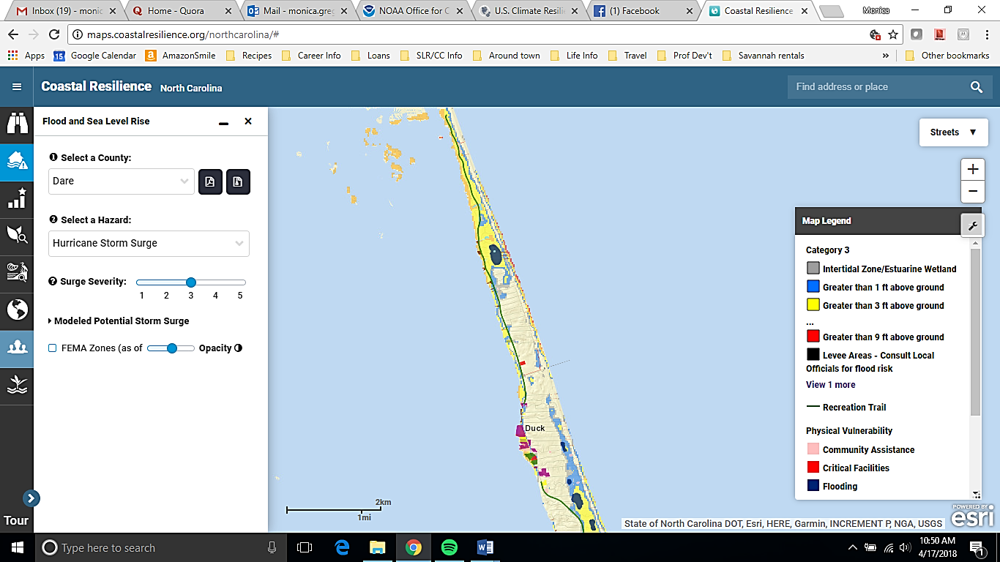 Inbox (19) - monic
Home - Quora
Mail - monica.greg
NOAA Office for C
U.S. Climate Resilie
(1) Facebook
Coastal Resilience
Monica
maps.coastalresilience.org/northcarolina/#
Apps
15 Google Calendar
a AmazonSmile
Recipes
Career Info
Loans
SLR/CC Info
Around town
Life Info
Travel
Prof Dev't
Savannah rentals
»
Other bookmarks
Coastal Resilience North Carolina
Find address or place
Flood and Sea Level Rise
1 Select a County:
Dare
2 Select a Hazard:
Hurricane Storm Surge
? Surge Severity:
1 2 3 4 5
Modeled Potential Storm Surge
FEMA Zones (as of
Opacity
Tour
Streets
+
−
Map Legend
Category 3
Intertidal Zone/Estuarine Wetland
Greater than 1 ft above ground
Greater than 3 ft above ground
...
Greater than 9 ft above ground
Levee Areas - Consult Local
Officials for flood risk
View 1 more
Recreation Trail
Physical Vulnerability
Community Assistance
Critical Facilities
Flooding
Duck
2km
1mi
State of North Carolina DOT, Esri, HERE, Garmin, INCREMENT P, NGA, USGS
POWERED BY
esri
Type here to search
10:50 AM
4/17/2018
1